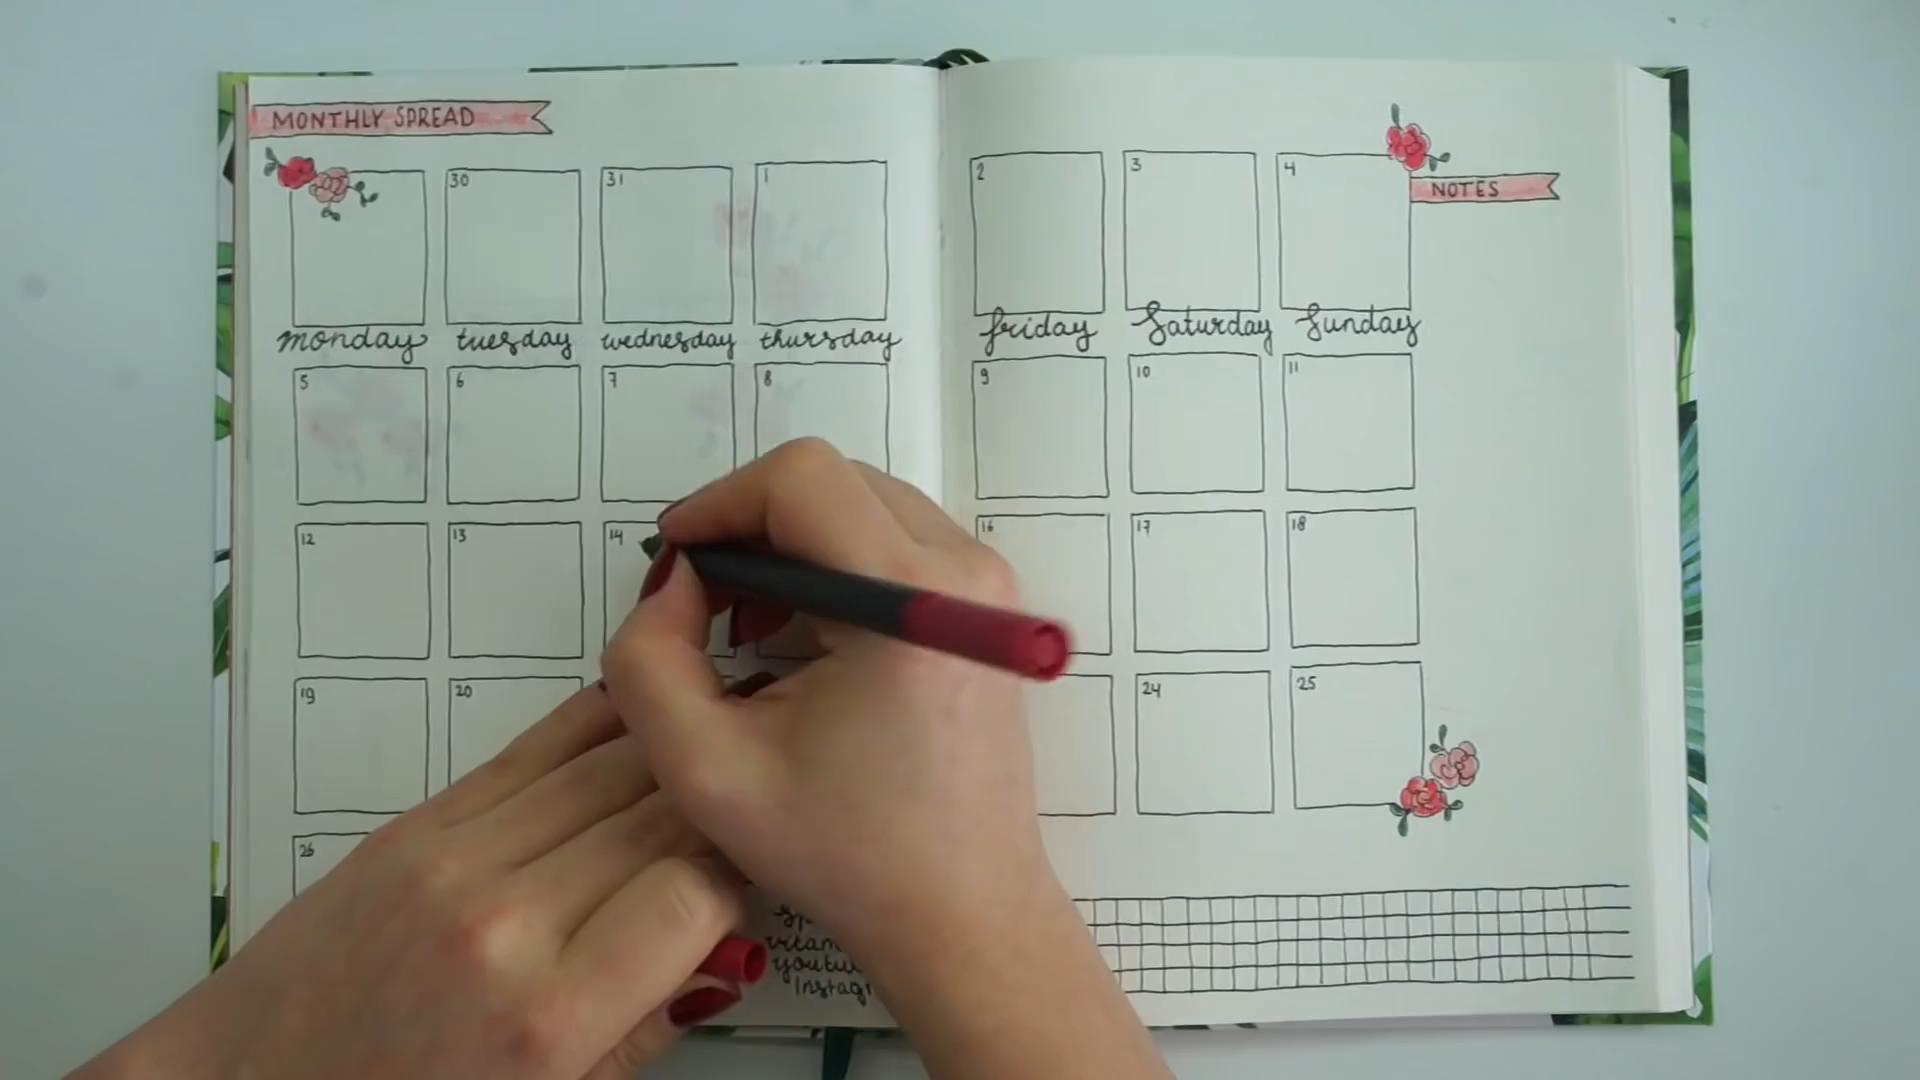 MONTHLY SPREAD
30 31 1 2 3 4
NOTES
monday tuesday wednesday thursday friday Saturday Sunday
5 6 7 8 9 10 11
12 13 14 16 17 18
19 20 24 25
26